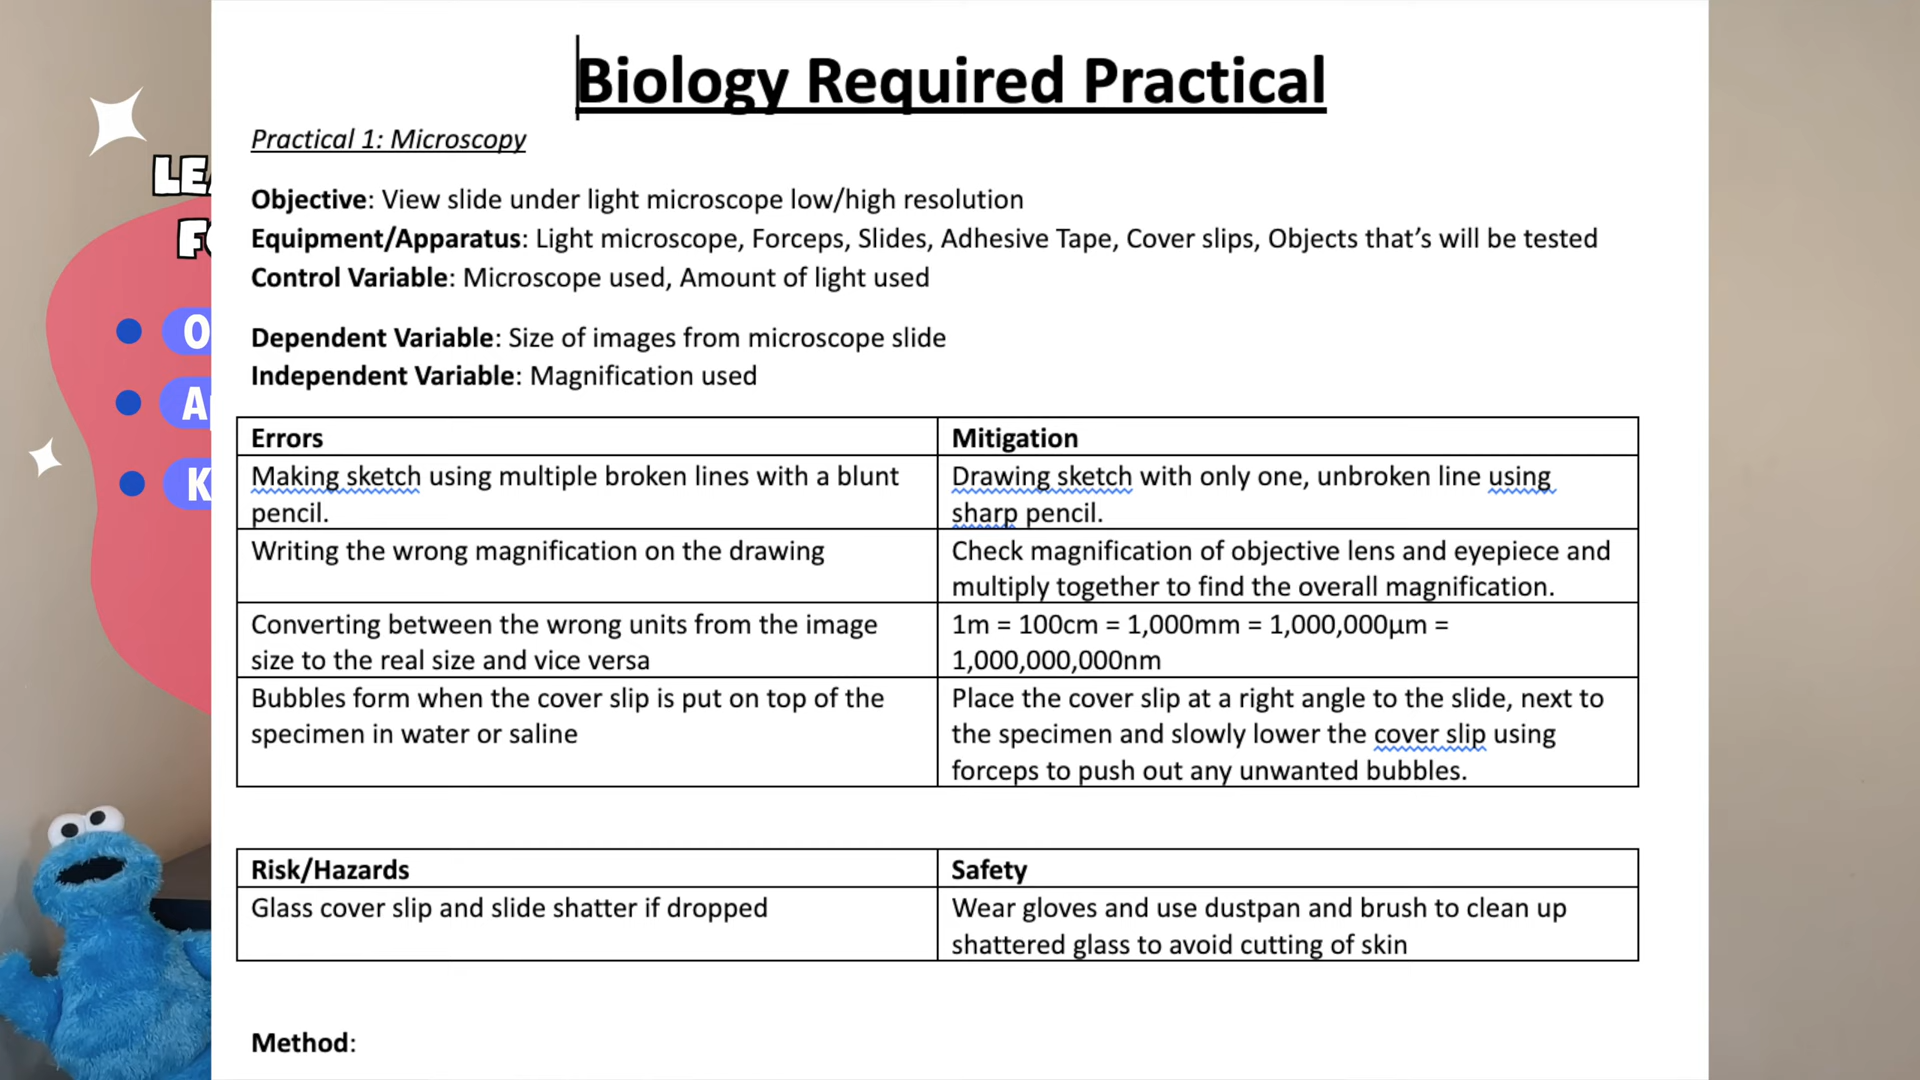 Biology Required Practical
Practical 1: Microscopy
Objective: View slide under light microscope low/high resolution
Equipment/Apparatus: Light microscope, Forceps, Slides, Adhesive Tape, Cover slips, Objects that’s will be tested
Control Variable: Microscope used, Amount of light used
Dependent Variable: Size of images from microscope slide
Independent Variable: Magnification used
Errors
Mitigation
Making sketch using multiple broken lines with a blunt
pencil.
Drawing sketch with only one, unbroken line using
sharp pencil.
Writing the wrong magnification on the drawing
Check magnification of objective lens and eyepiece and
multiply together to find the overall magnification.
Converting between the wrong units from the image
size to the real size and vice versa
1m = 100cm = 1,000mm = 1,000,000µm =
1,000,000,000nm
Bubbles form when the cover slip is put on top of the
specimen in water or saline
Place the cover slip at a right angle to the slide, next to
the specimen and slowly lower the cover slip using
forceps to push out any unwanted bubbles.
Risk/Hazards
Safety
Glass cover slip and slide shatter if dropped
Wear gloves and use dustpan and brush to clean up
shattered glass to avoid cutting of skin
Method: